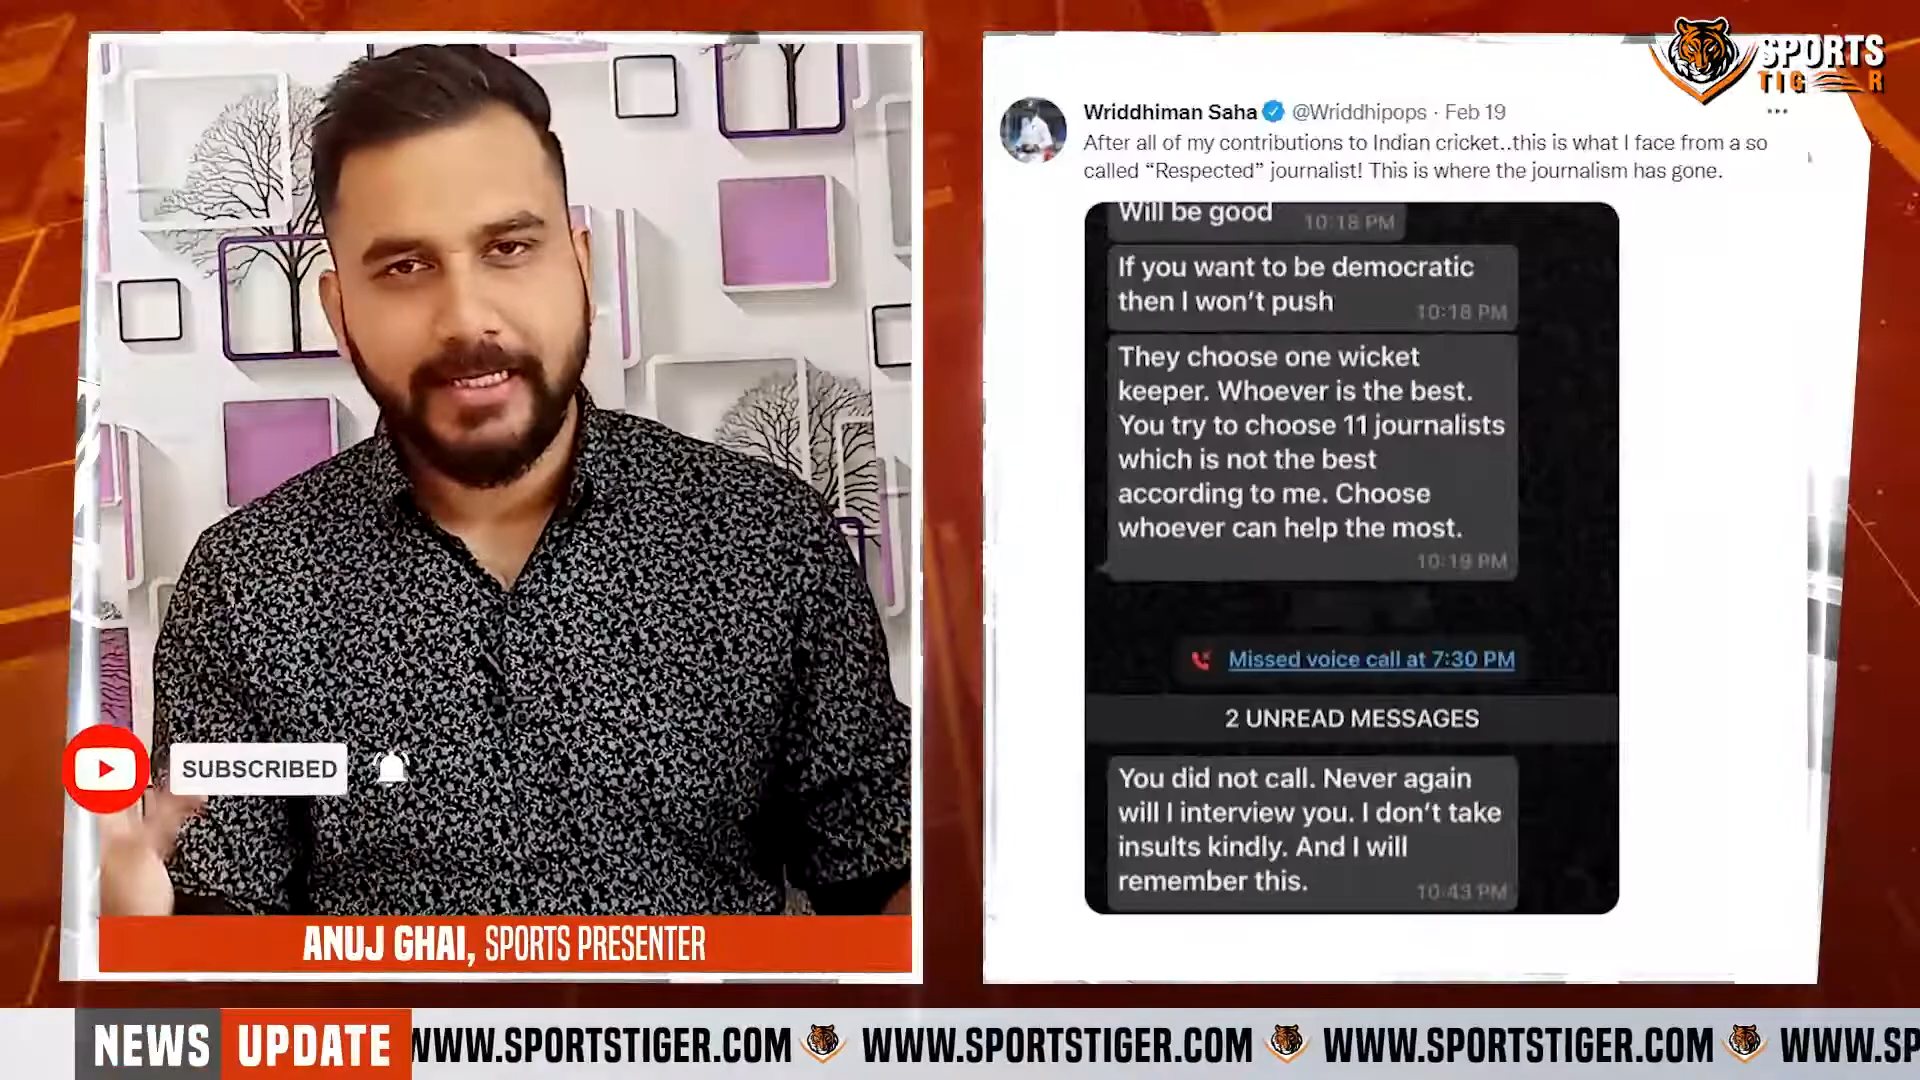 SPORTS
TIGER
Wriddhiman Saha @Wriddhipops · Feb 19
After all of my contributions to Indian cricket..this is what I face from a so
called “Respected” journalist! This is where the journalism has gone.
Will be good 10:18 PM
If you want to be democratic
then I won't push
10:18 PM
They choose one wicket
keeper. Whoever is the best.
You try to choose 11 journalists
which is not the best
according to me. Choose
whoever can help the most.
10:19 PM
Missed voice call at 7:30 PM
2 UNREAD MESSAGES
You did not call. Never again
will I interview you. I don't take
insults kindly. And I will
remember this.
10:43 PM
SUBSCRIBED
ANUJ GHAI, SPORTS PRESENTER
NEWS UPDATE WWW.SPORTSTIGER.COM WWW.SPORTSTIGER.COM WWW.SPORTSTIGER.COM WWW.SP